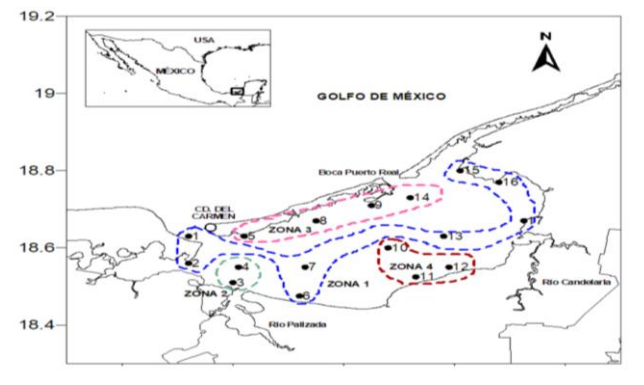 19.2
USA
MÉXICO
N
19
GOLFO DE MÉXICO
18.8
Boca Puerto Real
15
16
14
9
CD. DEL
CARMEN
8
17
5
ZONA 3
1
13
18.6
10
2
4
7
ZONA 4
12
11
3
ZONA 2
ZONA 1
Río Candelaria
6
Río Palizada
18.4